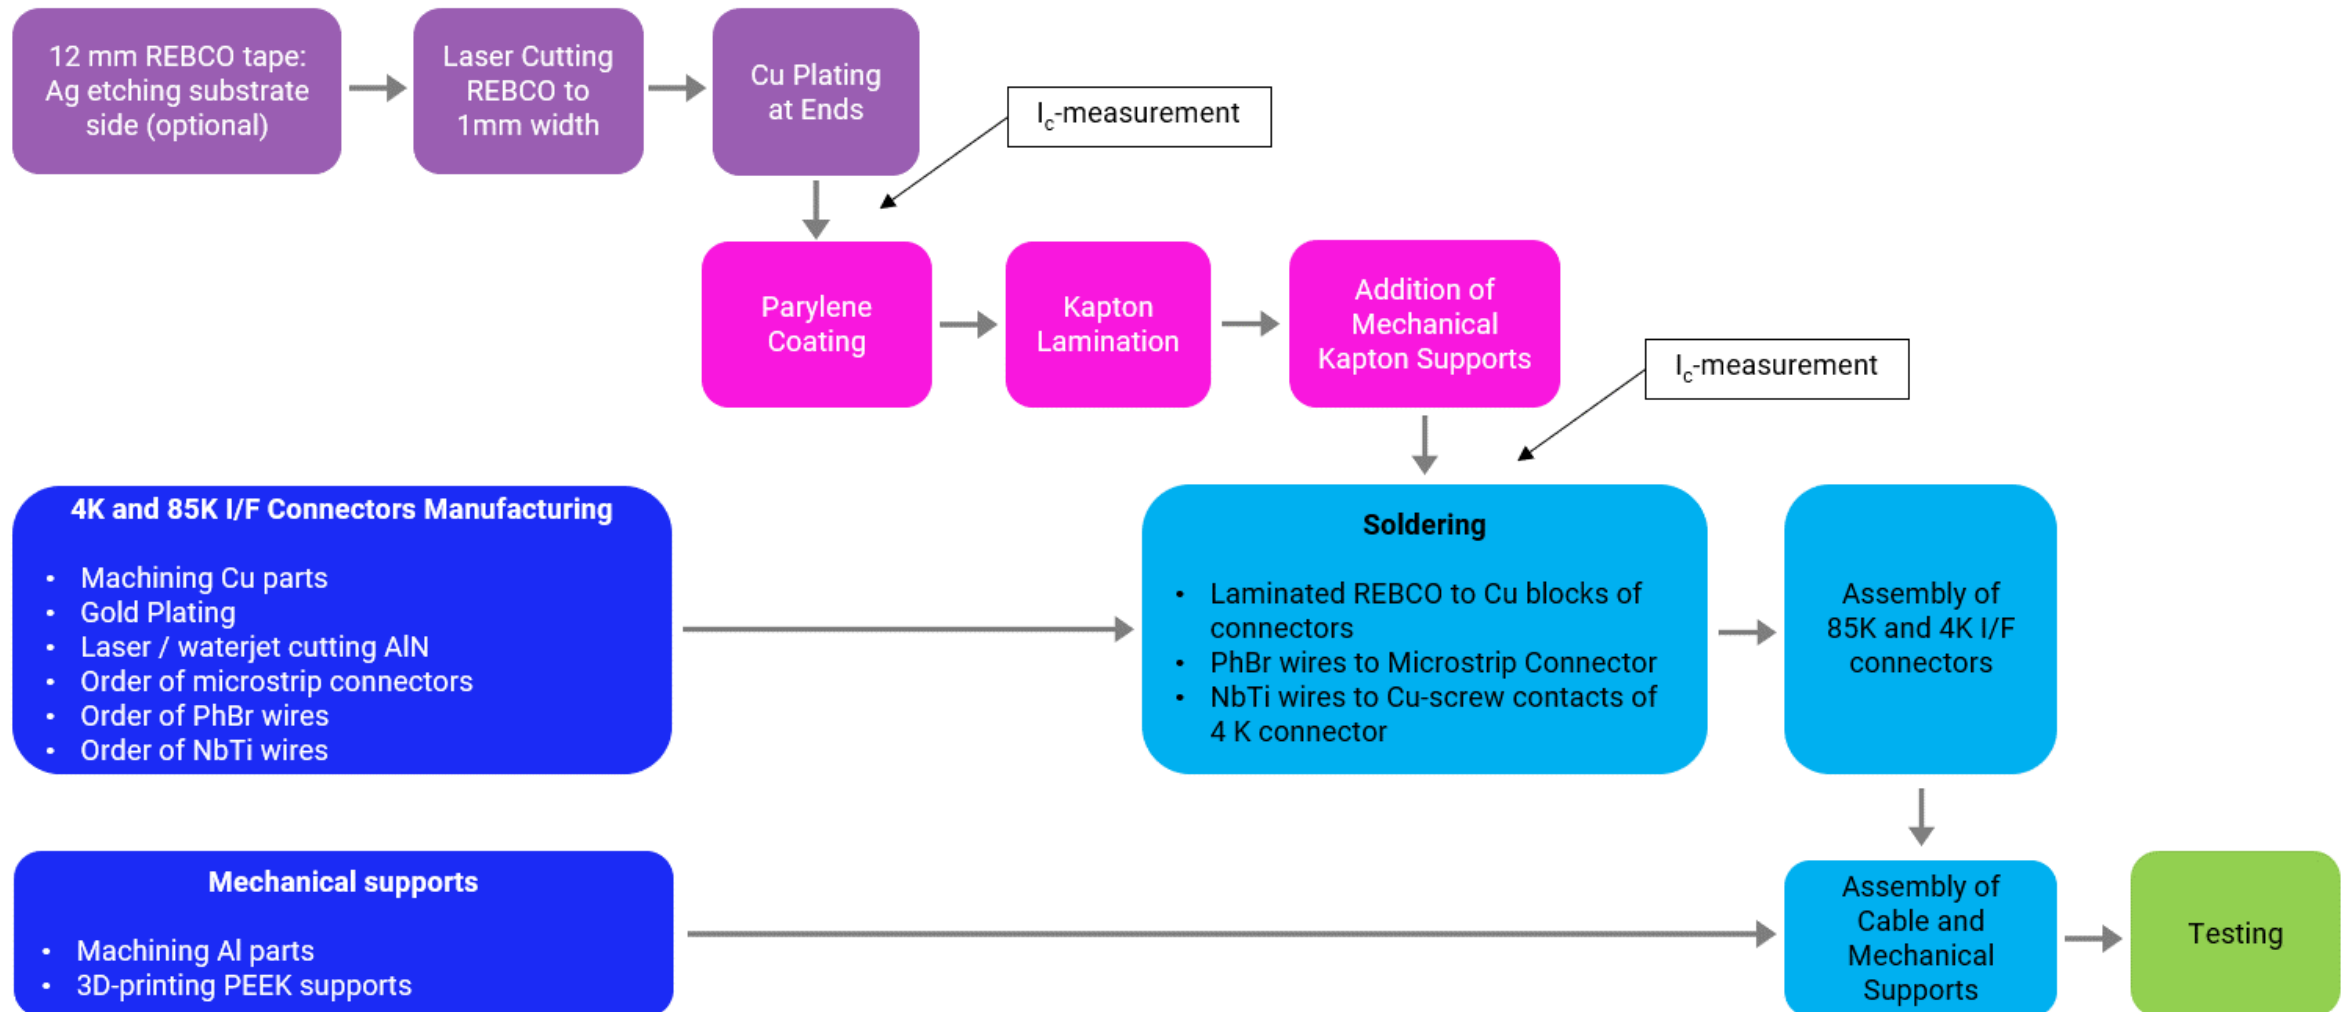 12 mm REBCO tape:
Ag etching substrate
side (optional)
Laser Cutting
REBCO to
1mm width
Cu Plating
at Ends
Ic-measurement
Parylene
Coating
Kapton
Lamination
Addition of
Mechanical
Kapton Supports
Ic-measurement
4K and 85K I/F Connectors Manufacturing
• Machining Cu parts
• Gold Plating
• Laser / waterjet cutting AlN
• Order of microstrip connectors
• Order of PhBr wires
• Order of NbTi wires
Soldering
• Laminated REBCO to Cu blocks of
connectors
• PhBr wires to Microstrip Connector
• NbTi wires to Cu-screw contacts of
4 K connector
Assembly of
85K and 4K I/F
connectors
Mechanical supports
• Machining Al parts
• 3D-printing PEEK supports
Assembly of
Cable and
Mechanical
Supports
Testing